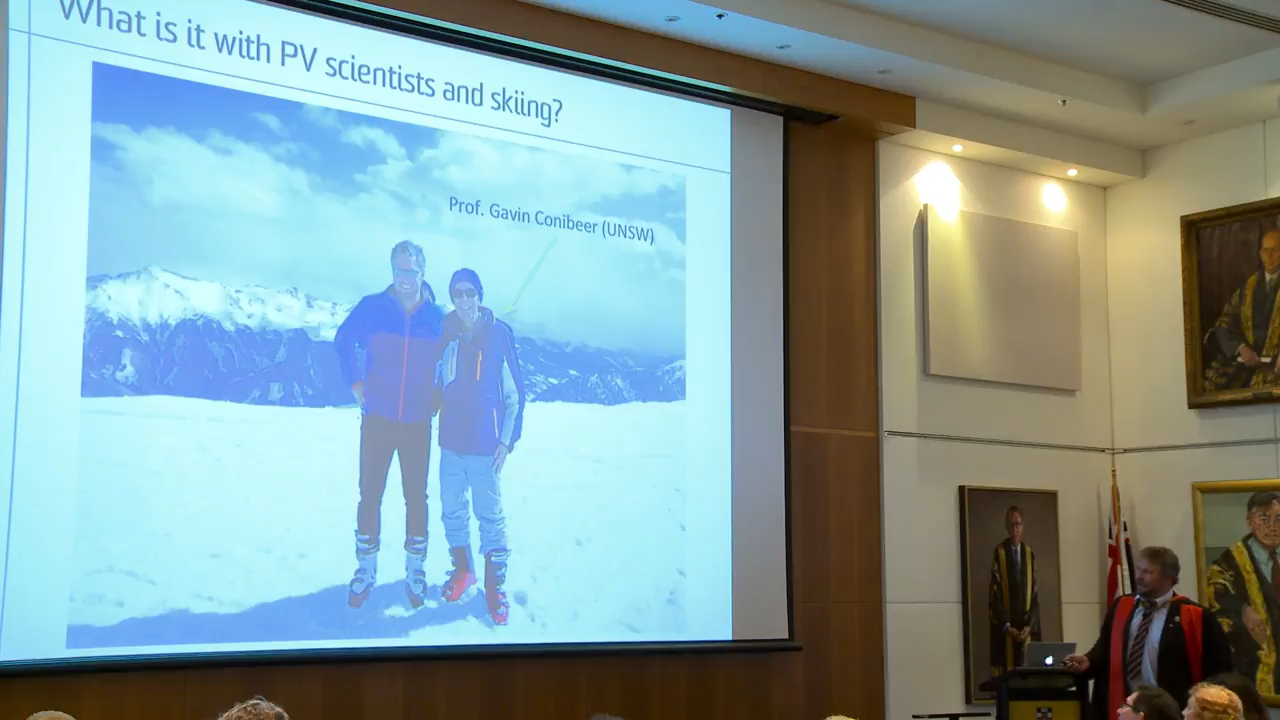 What is it with PV scientists and skiing?
Prof. Gavin Conibeer (UNSW)